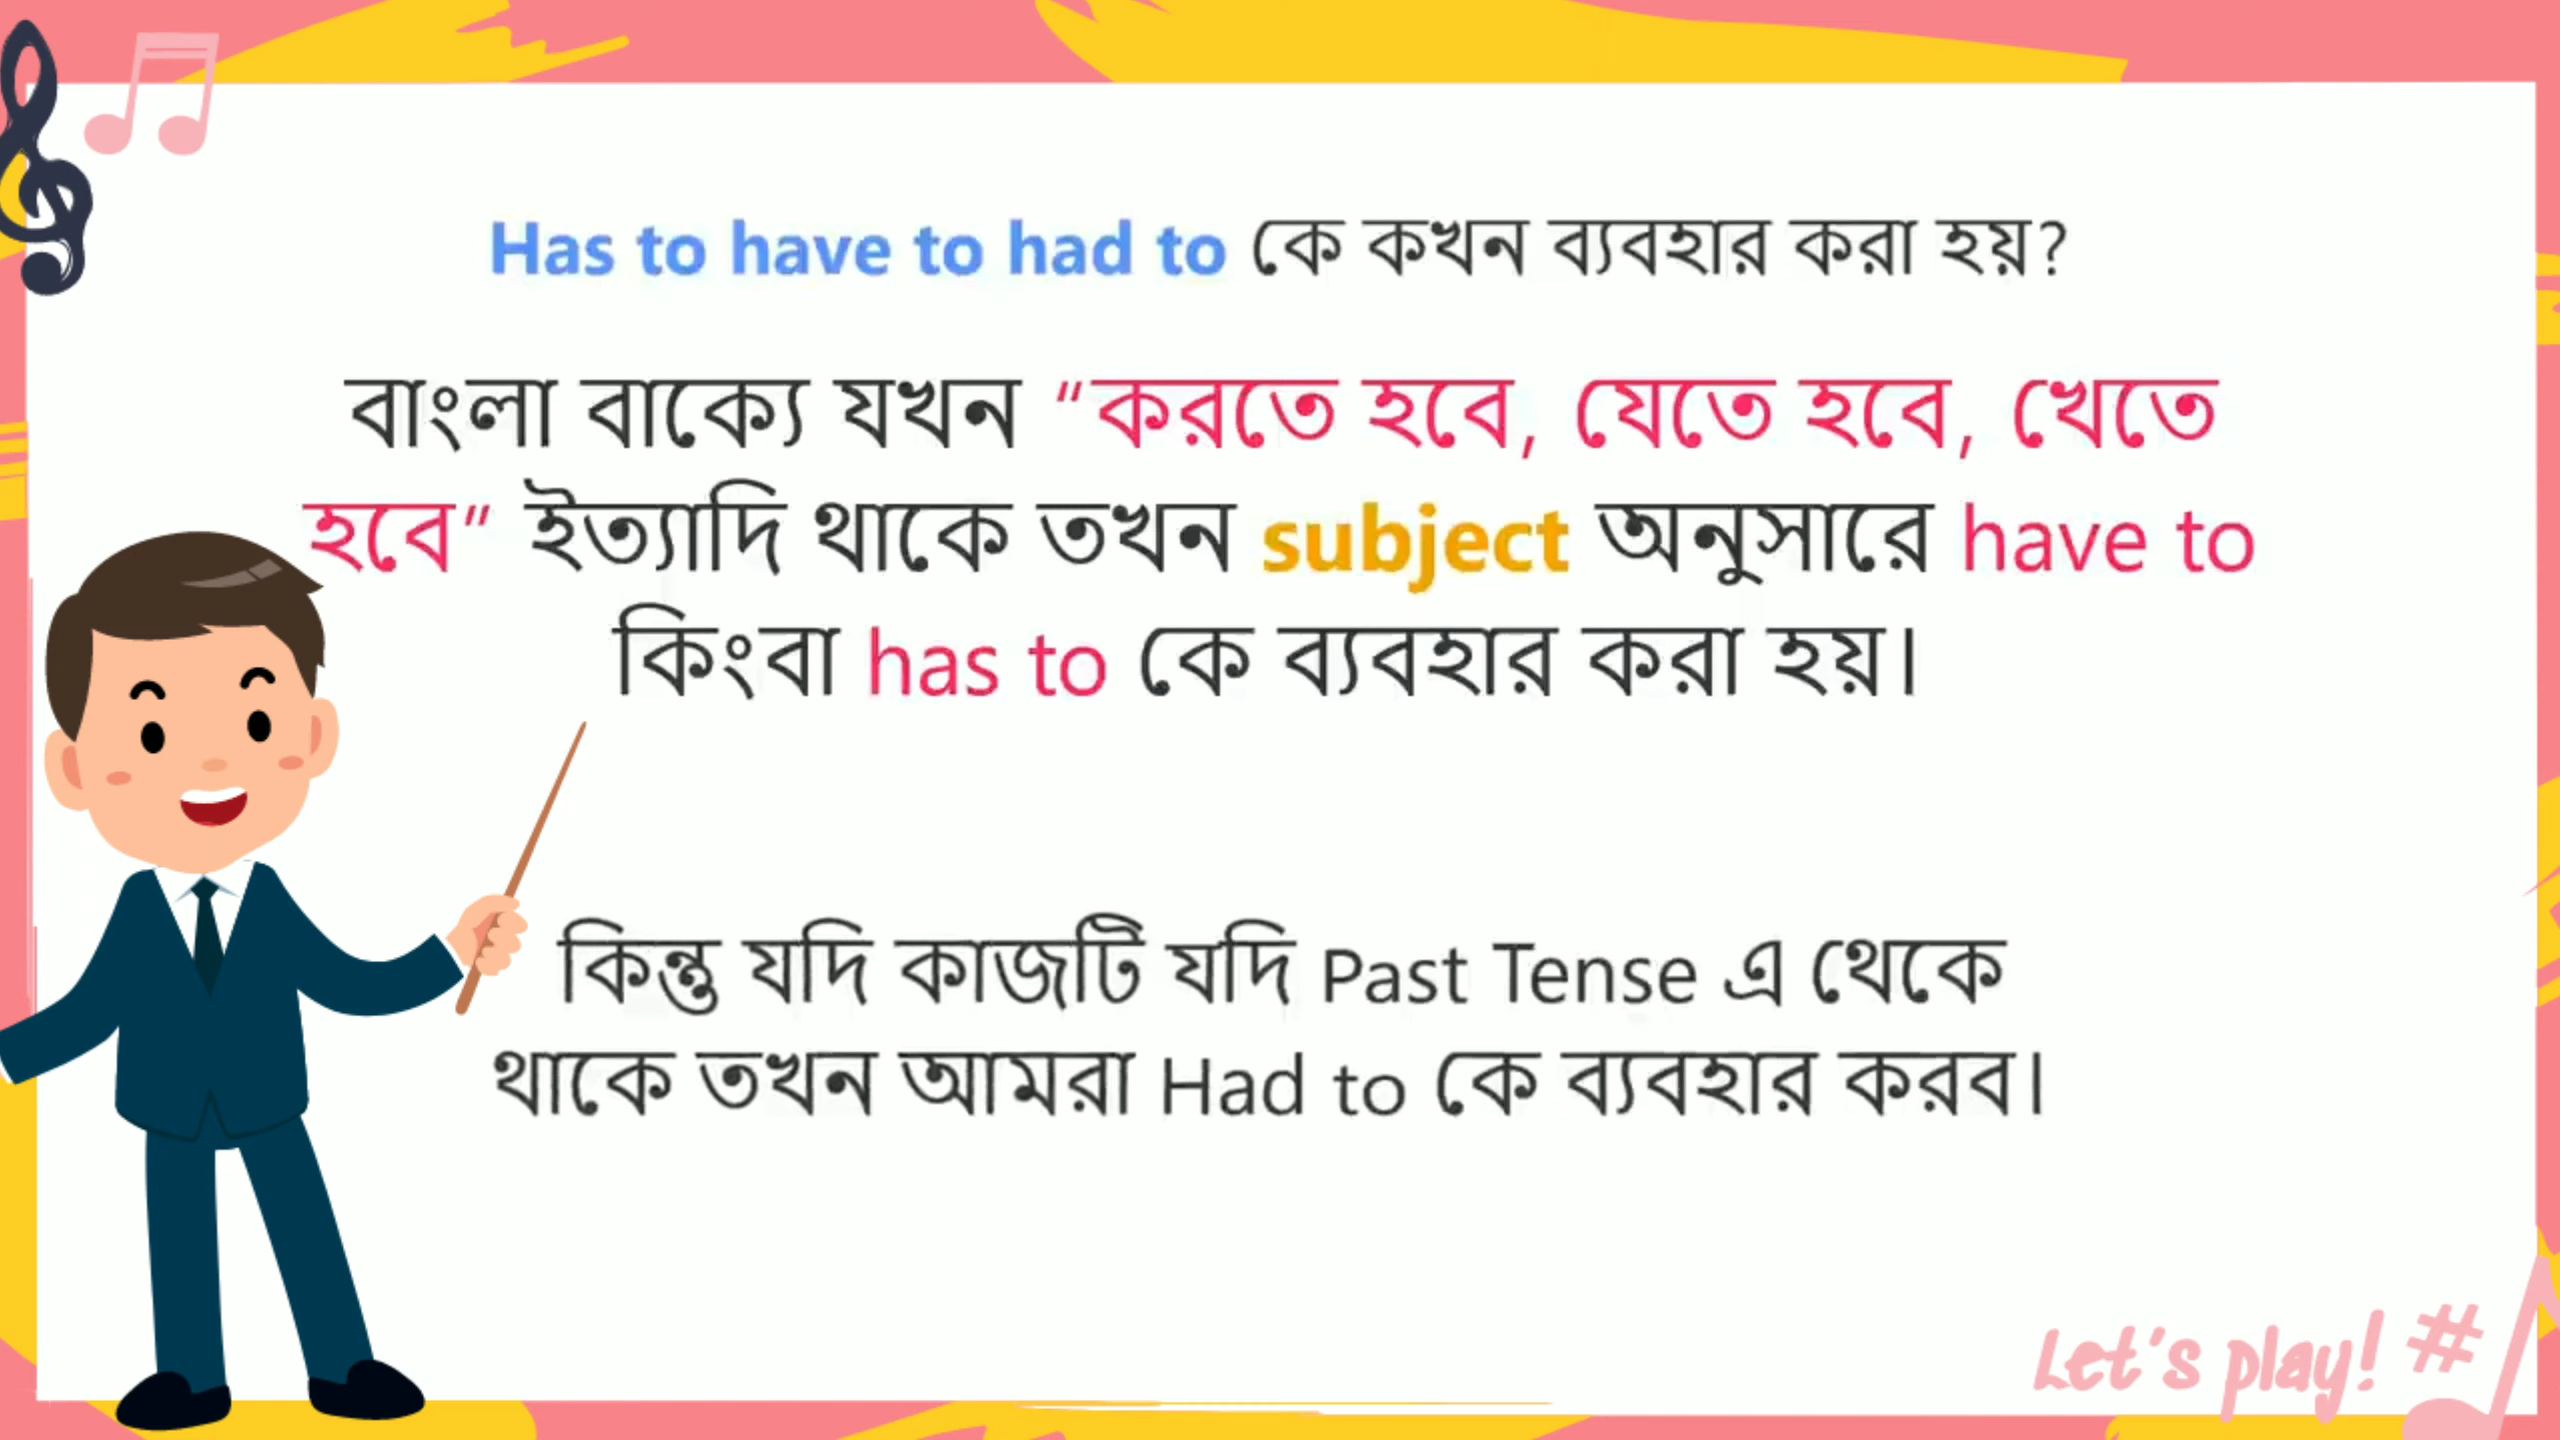 Has to have to had to কে কখন ব্যবহার করা হয়?
বাংলা বাক্যে যখন “করতে হবে, যেতে হবে, খেতে
হবে” ইত্যাদি থাকে তখন subject অনুসারে have to
কিংবা has to কে ব্যবহার করা হয়।
কিন্তু যদি কাজটি যদি Past Tense এ থেকে
থাকে তখন আমরা Had to কে ব্যবহার করব।
Let's play! #